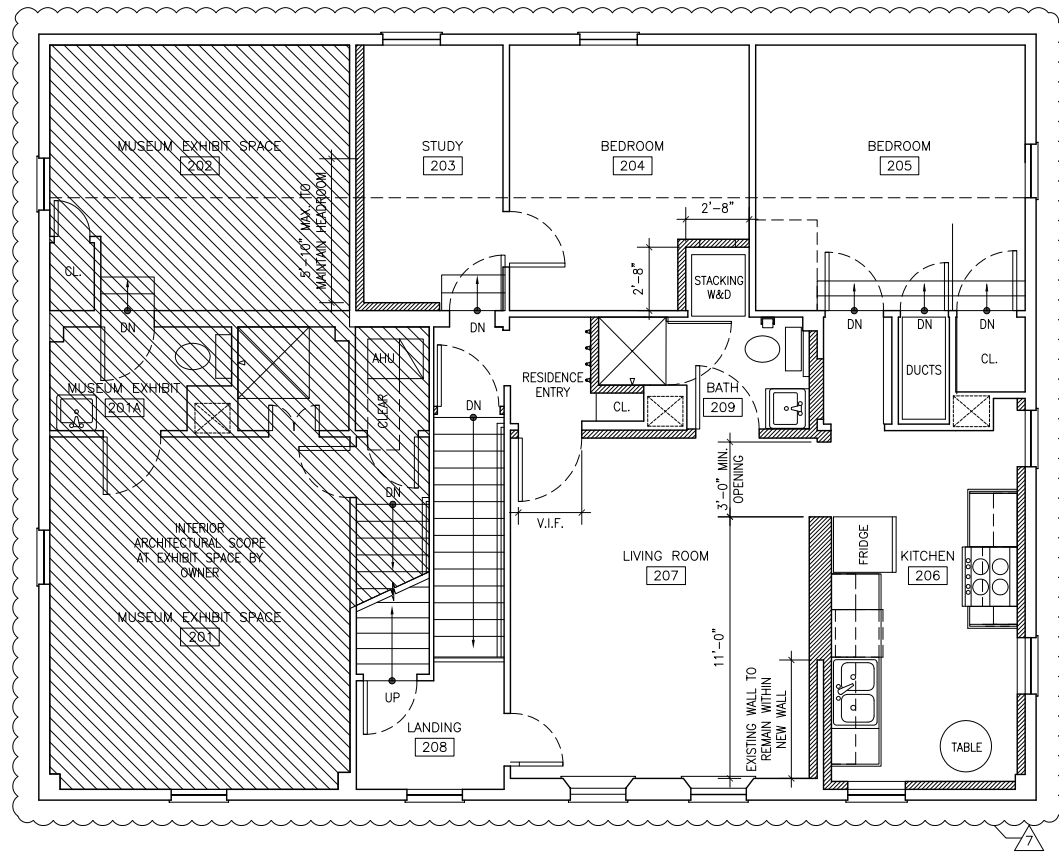 MUSEUM EXHIBIT SPACE
202
STUDY
203
BEDROOM
204
BEDROOM
205
5'-10" MAX. TO
MAINTAIN HEADROOM
2'-8"
2'-8"
STACKING
W&D
CL.
DN
DN
DN
DN
DN
MUSEUM EXHIBIT
201A
AHU
CLEAR
DN
RESIDENCE
ENTRY
CL.
BATH
209
DUCTS
CL.
DN
V.I.F.
3'-0" MIN.
OPENING
INTERIOR
ARCHITECTURAL SCOPE
AT EXHIBIT SPACE BY
OWNER
MUSEUM EXHIBIT SPACE
201
LIVING ROOM
207
FRIDGE
KITCHEN
206
11'-0"
UP
LANDING
208
EXISTING WALL TO
REMAIN WITHIN
NEW WALL
TABLE
7